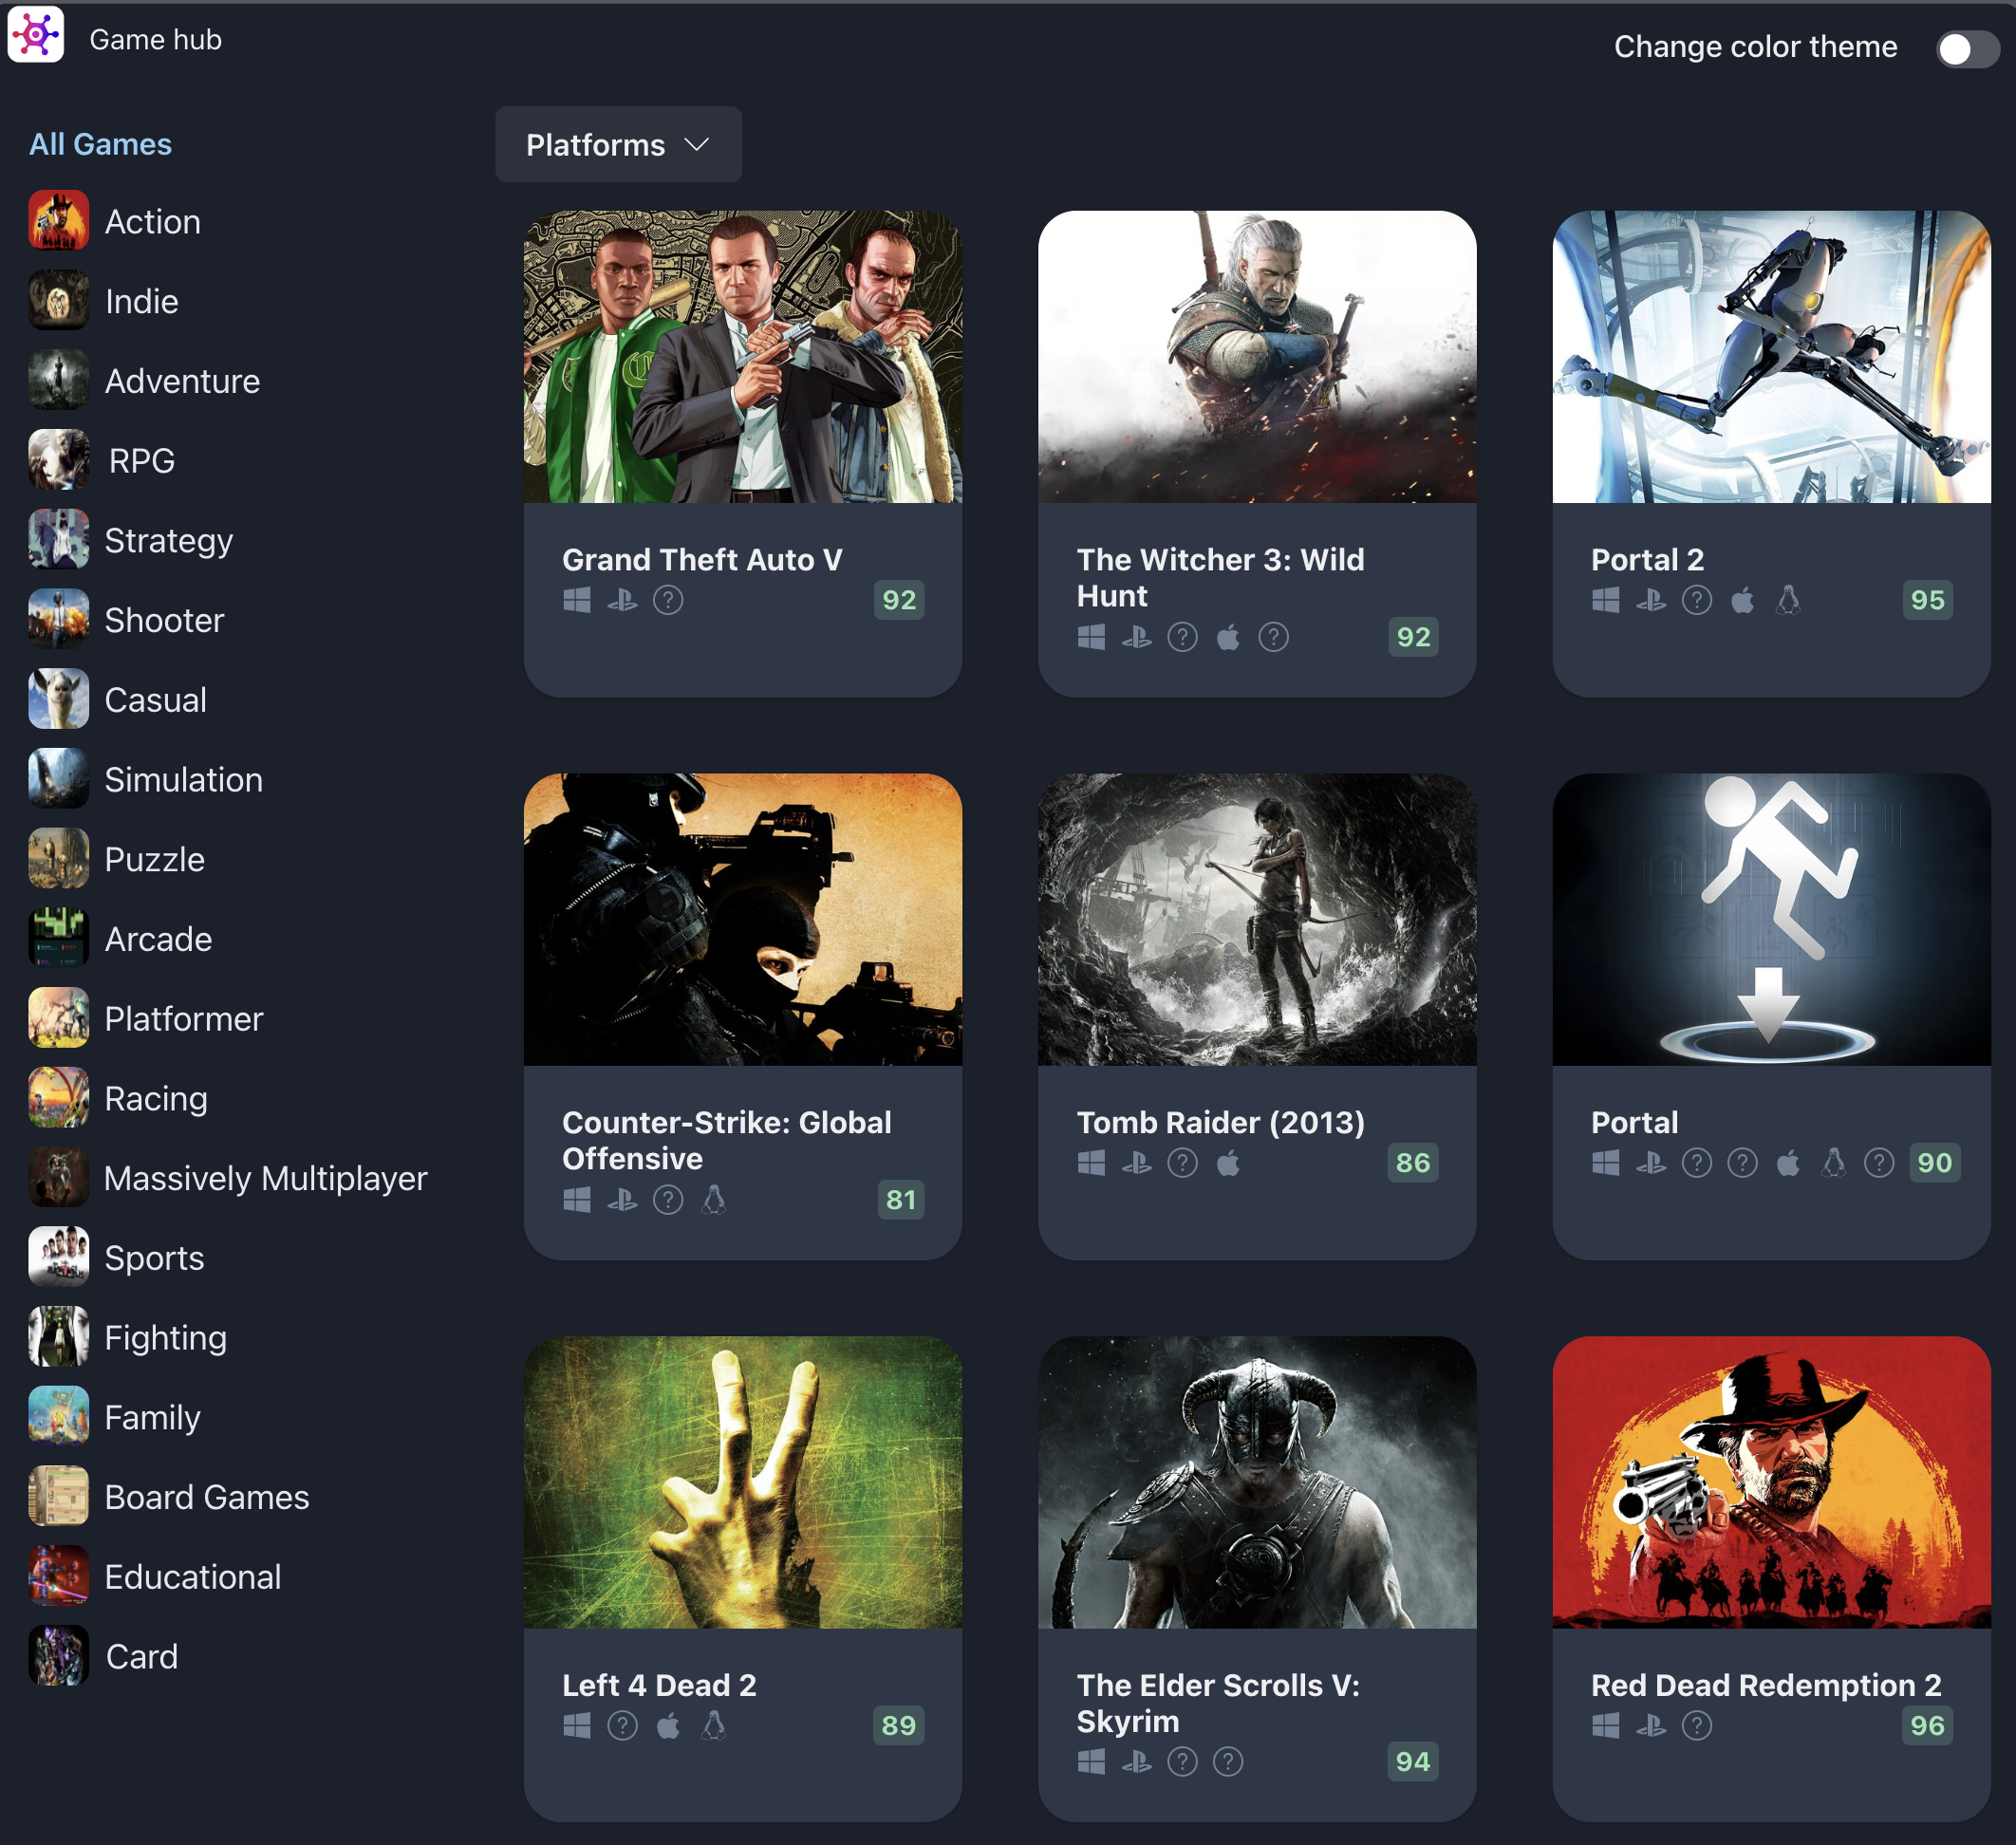 Game hub
Change color theme
All Games
Platforms
Action
Indie
Adventure
RPG
Strategy
Shooter
Casual
Simulation
Puzzle
Arcade
Platformer
Racing
Massively Multiplayer
Sports
Fighting
Family
Board Games
Educational
Card
Grand Theft Auto V
92
The Witcher 3: Wild
Hunt
92
Portal 2
95
Counter-Strike: Global
Offensive
81
Tomb Raider (2013)
86
Portal
90
Left 4 Dead 2
89
The Elder Scrolls V:
Skyrim
94
Red Dead Redemption 2
96